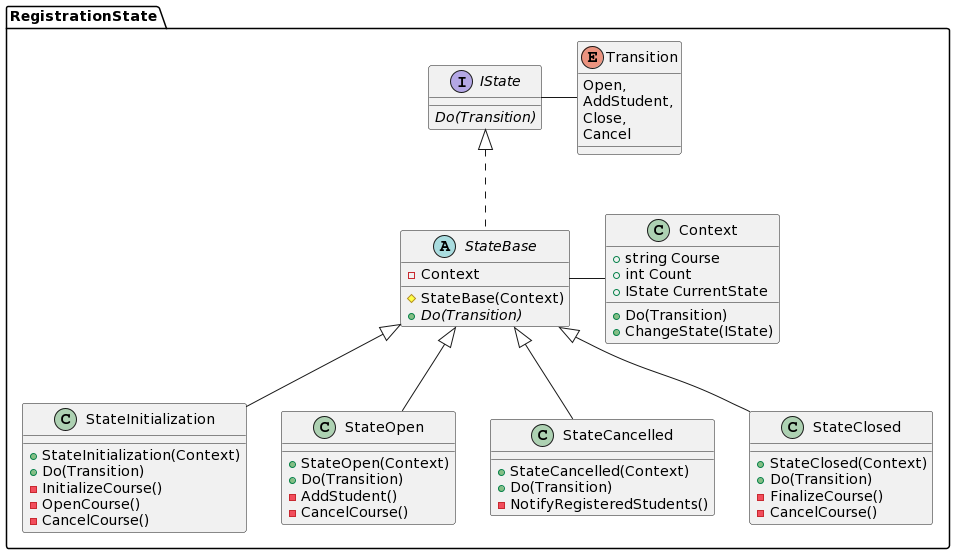 RegistrationState
I IState
Do(Transition)
E Transition
Open,
AddStudent,
Close,
Cancel
A StateBase
Context
StateBase(Context)
Do(Transition)
C Context
string Course
int Count
IState CurrentState
Do(Transition)
ChangeState(IState)
C StateInitialization
StateInitialization(Context)
Do(Transition)
InitializeCourse()
OpenCourse()
CancelCourse()
C StateOpen
StateOpen(Context)
Do(Transition)
AddStudent()
CancelCourse()
C StateCancelled
StateCancelled(Context)
Do(Transition)
NotifyRegisteredStudents()
C StateClosed
StateClosed(Context)
Do(Transition)
FinalizeCourse()
CancelCourse()